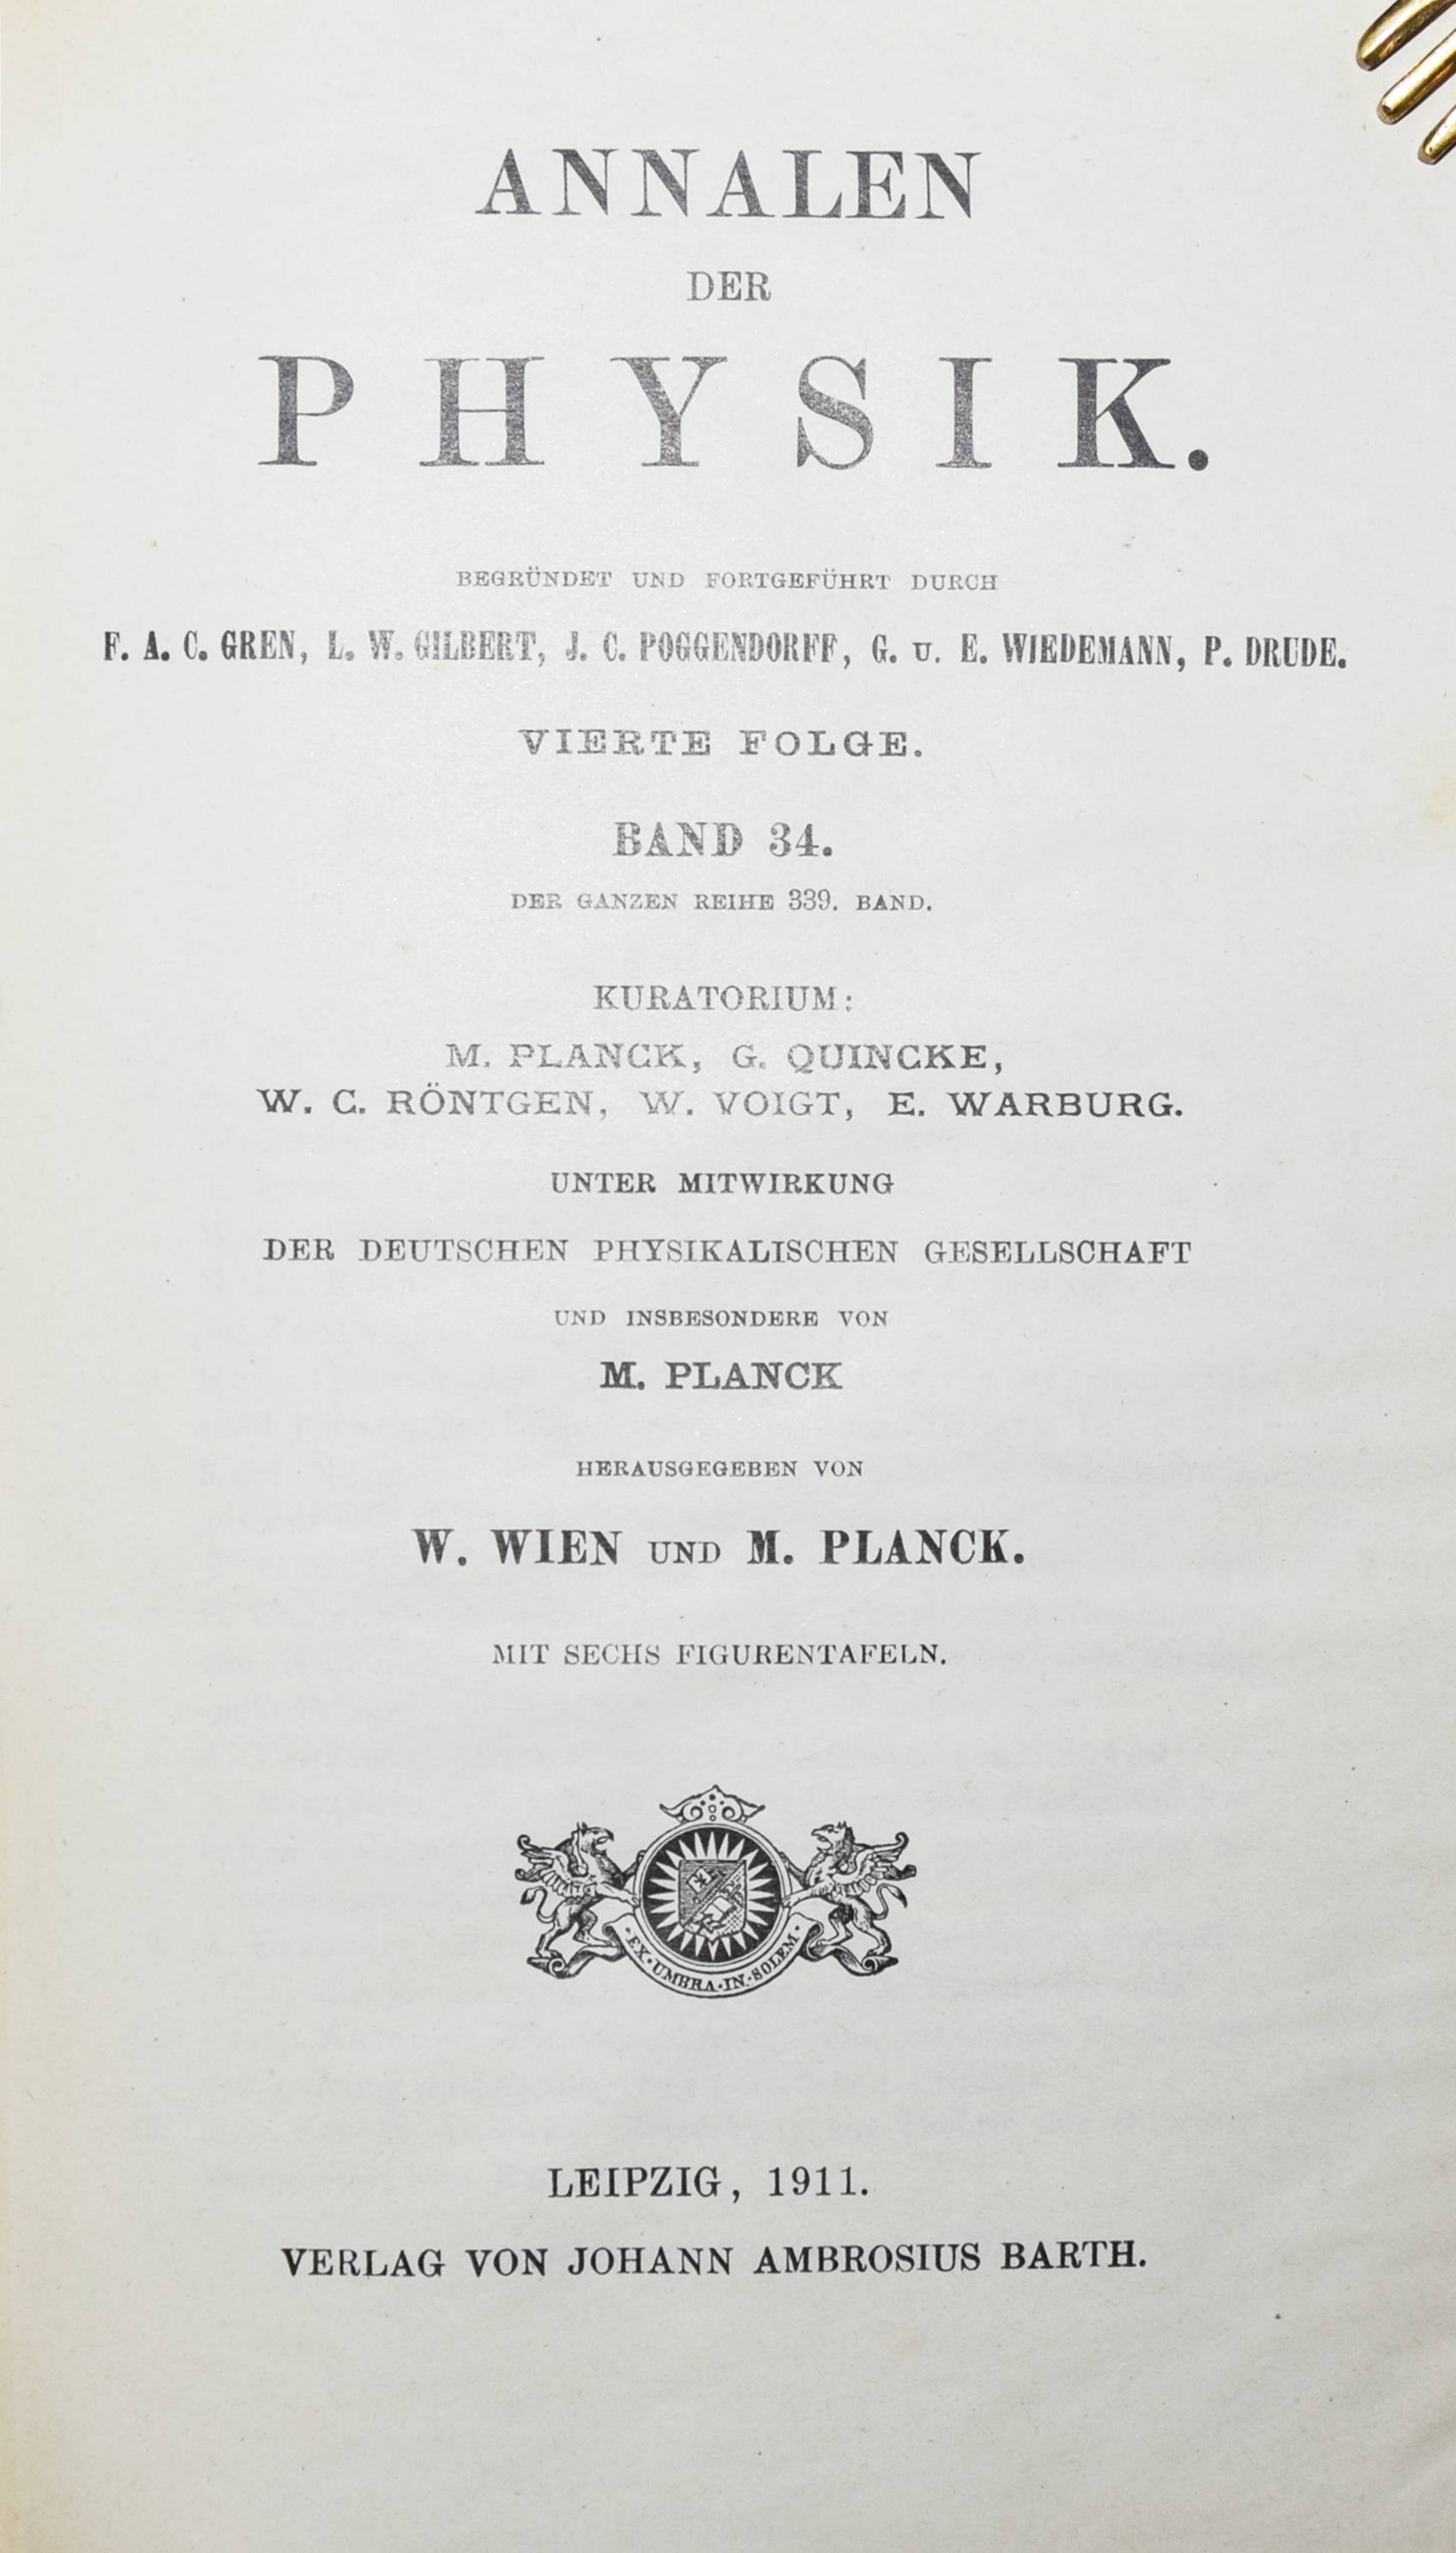 ANNALEN
DER
PHYSIK.
BEGRÜNDET UND FORTGEFÜHRT DURCH
F. A. C. GREN, L. W. GILBERT, J. C. POGGENDORFF, G. U. E. WIEDEMANN, P. DRUDE.
VIERTE FOLGE.
BAND 34.
DER GANZEN REIHE 339. BAND.
KURATORIUM:
M. PLANCK, G. QUINCKE,
W. C. RÖNTGEN, W. VOIGT, E. WARBURG.
UNTER MITWIRKUNG
DER DEUTSCHEN PHYSIKALISCHEN GESELLSCHAFT
UND INSBESONDERE VON
M. PLANCK
HERAUSGEGEBEN VON
W. WIEN UND M. PLANCK.
MIT SECHS FIGURENTAFELN.
·EX·UMBRA·IN·SOLEM·
LEIPZIG, 1911.
VERLAG VON JOHANN AMBROSIUS BARTH.